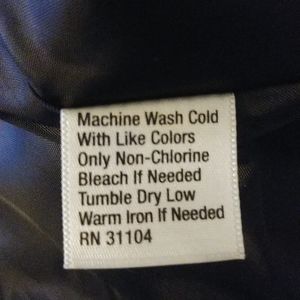 Machine Wash Cold
With Like Colors
Only Non-Chlorine
Bleach If Needed
Tumble Dry Low
Warm Iron If Needed
RN 31104